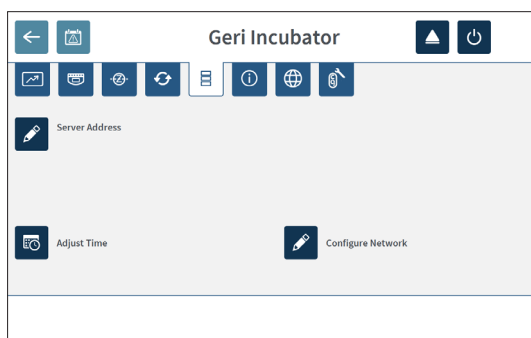 Geri Incubator
Server Address
Adjust Time
Configure Network